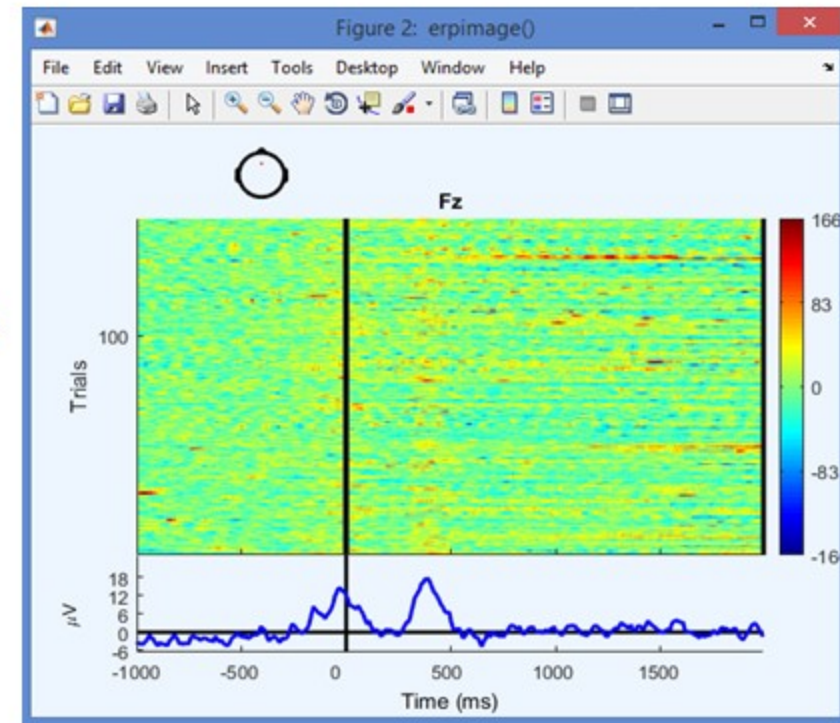 Figure 2: erpimage()
File Edit View Insert Tools Desktop Window Help
Fz
166
83
0
-83
-16
100
Trials
18
12
6
0
-6
μV
-1000 -500 0 500 1000 1500
Time (ms)